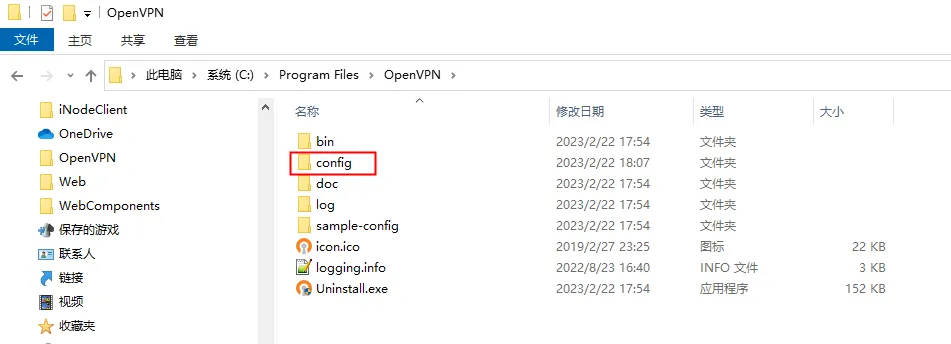 OpenVPN
文件 主页 共享 查看
此电脑 系统 (C:) Program Files OpenVPN
iNodeClient
OneDrive
OpenVPN
Web
WebComponents
保存的游戏
联系人
链接
视频
收藏夹
名称 修改日期 类型 大小
bin 2023/2/22 17:54 文件夹
config 2023/2/22 18:07 文件夹
doc 2023/2/22 17:54 文件夹
log 2023/2/22 17:54 文件夹
sample-config 2023/2/22 17:54 文件夹
icon.ico 2019/2/27 23:25 图标 22 KB
logging.info 2022/8/23 16:40 INFO 文件 3 KB
Uninstall.exe 2023/2/22 17:54 应用程序 152 KB